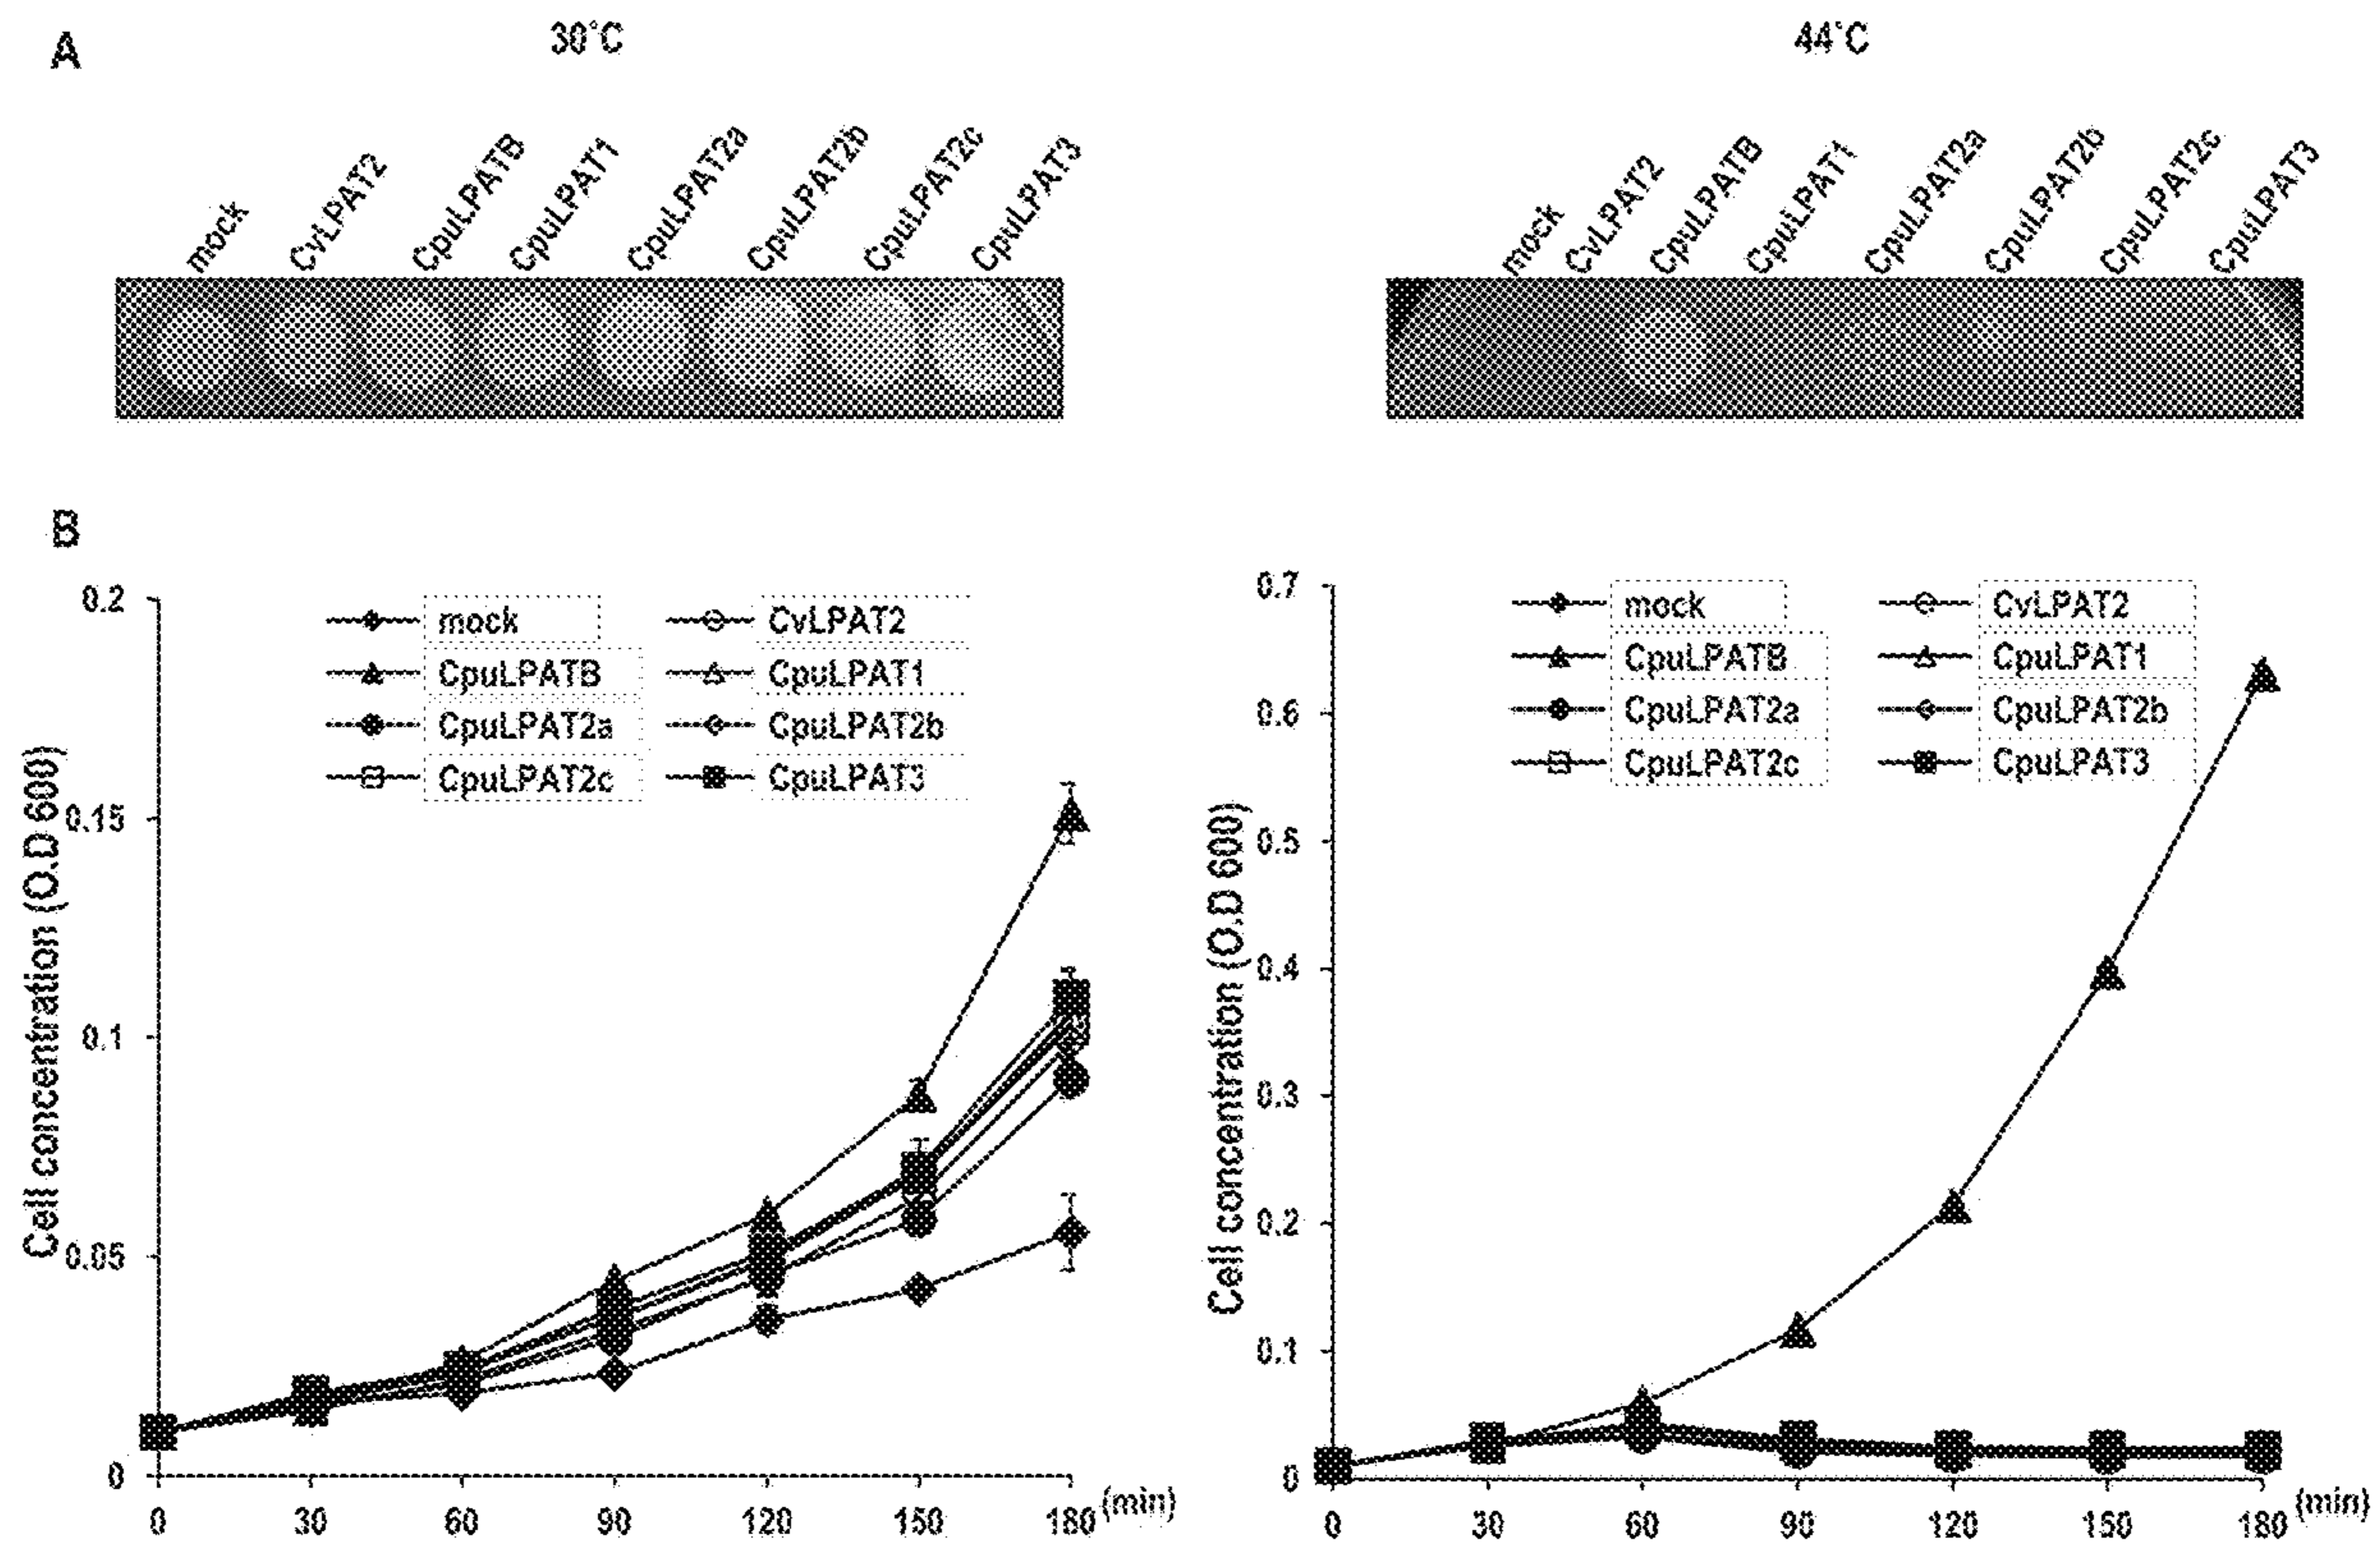 A
30°C
44°C
mock CvLPAT2 CpuLPATB CpuLPAT1 CpuLPAT2a CpuLPAT2b CpuLPAT2c CpuLPAT3
mock CvLPAT2 CpuLPATB CpuLPAT1 CpuLPAT2a CpuLPAT2b CpuLPAT2c CpuLPAT3
B
Cell concentration (O.D 600)
0.2
0.15
0.1
0.05
0
mock CvLPAT2
CpuLPATB CpuLPAT1
CpuLPAT2a CpuLPAT2b
CpuLPAT2c CpuLPAT3
0 30 60 90 120 150 180 (min)
Cell concentration (O.D 600)
0.7
0.6
0.5
0.4
0.3
0.2
0.1
0
mock CvLPAT2
CpuLPATB CpuLPAT1
CpuLPAT2a CpuLPAT2b
CpuLPAT2c CpuLPAT3
0 30 60 90 120 150 180 (min)